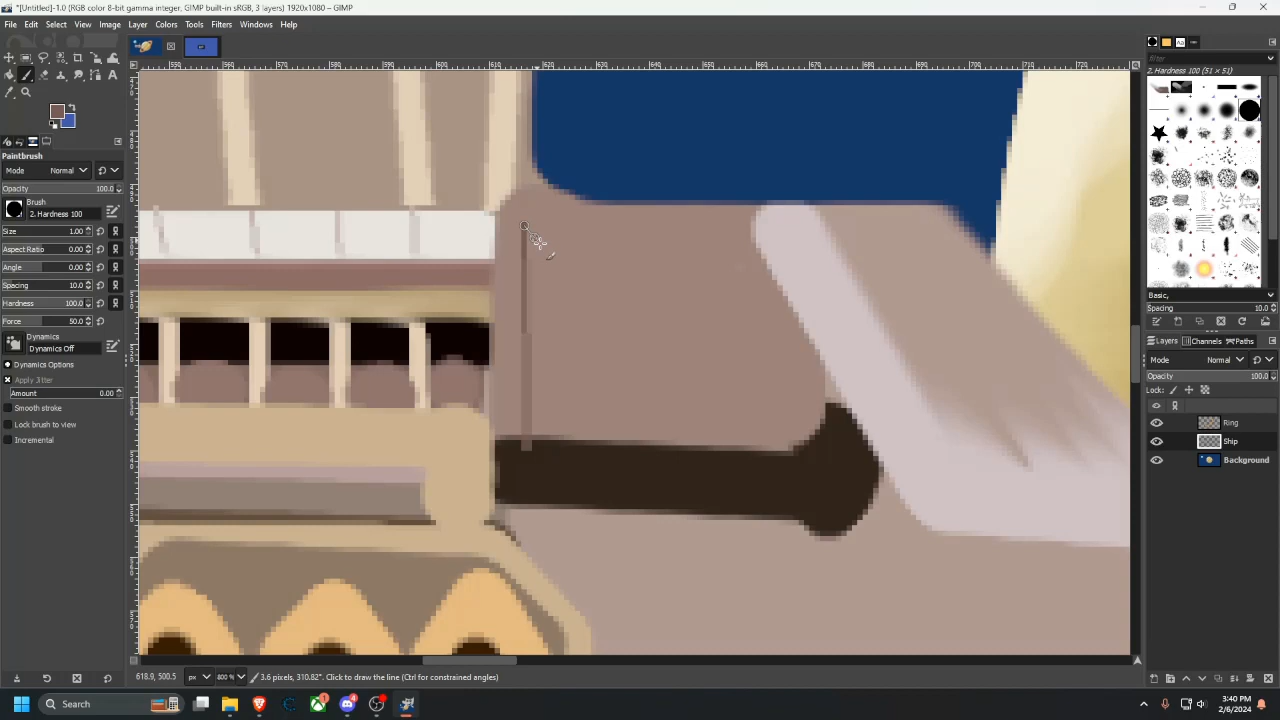 *[Untitled]-1.0 (RGB color 8-bit gamma integer, GIMP built-in sRGB, 3 layers) 1920x1080 – GIMP
File Edit Select View Image Layer Colors Tools Filters Windows Help
Paintbrush
Mode Normal
Opacity 100.0
Brush
2. Hardness 100
Size 1.00
Aspect Ratio 0.00
Angle 0.00
Spacing 10.0
Hardness 100.0
Force 50.0
Dynamics
Dynamics Off
Dynamics Options
Apply Jitter
Amount 0.00
Smooth stroke
Lock brush to view
Incremental
filter
2. Hardness 100 (51 × 51)
Basic,
Spacing 10.0
Layers Channels Paths
Mode Normal
Opacity 100.0
Lock:
Ring
Ship
Background
618.9, 500.5 px 800 % 3.6 pixels, 310.82°. Click to draw the line (Ctrl for constrained angles)
Search
3:40 PM
2/6/2024